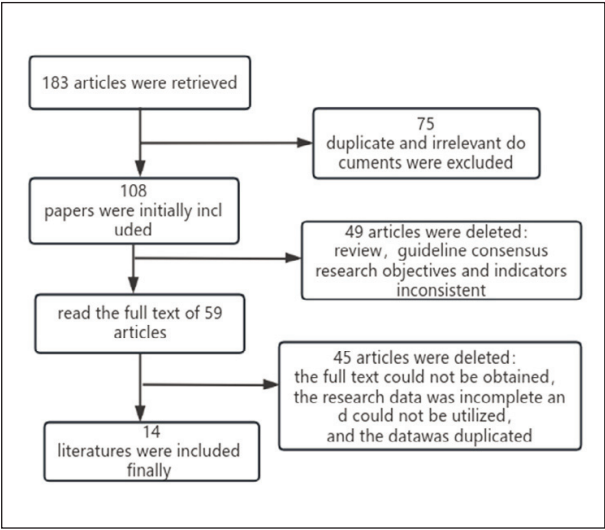 183 articles were retrieved
75
duplicate and irrelevant do
cuments were excluded
108
papers were initially incl
uded
49 articles were deleted:
review, guideline consensus
research objectives and indicators
inconsistent
read the full text of 59
articles
45 articles were deleted:
the full text could not be obtained,
the research data was incomplete an
d could not be utilized,
and the datawas duplicated
14
literatures were included
finally